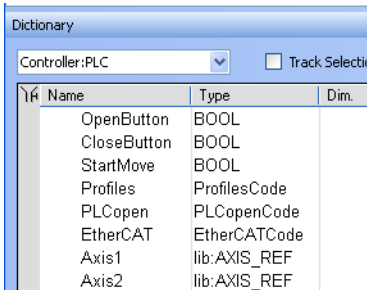 Dictionary
Controller:PLC Track Selecti
Name Type Dim.
OpenButton BOOL
CloseButton BOOL
StartMove BOOL
Profiles ProfilesCode
PLCopen PLCopenCode
EtherCAT EtherCATCode
Axis1 lib:AXIS_REF
Axis2 lib:AXIS_REF